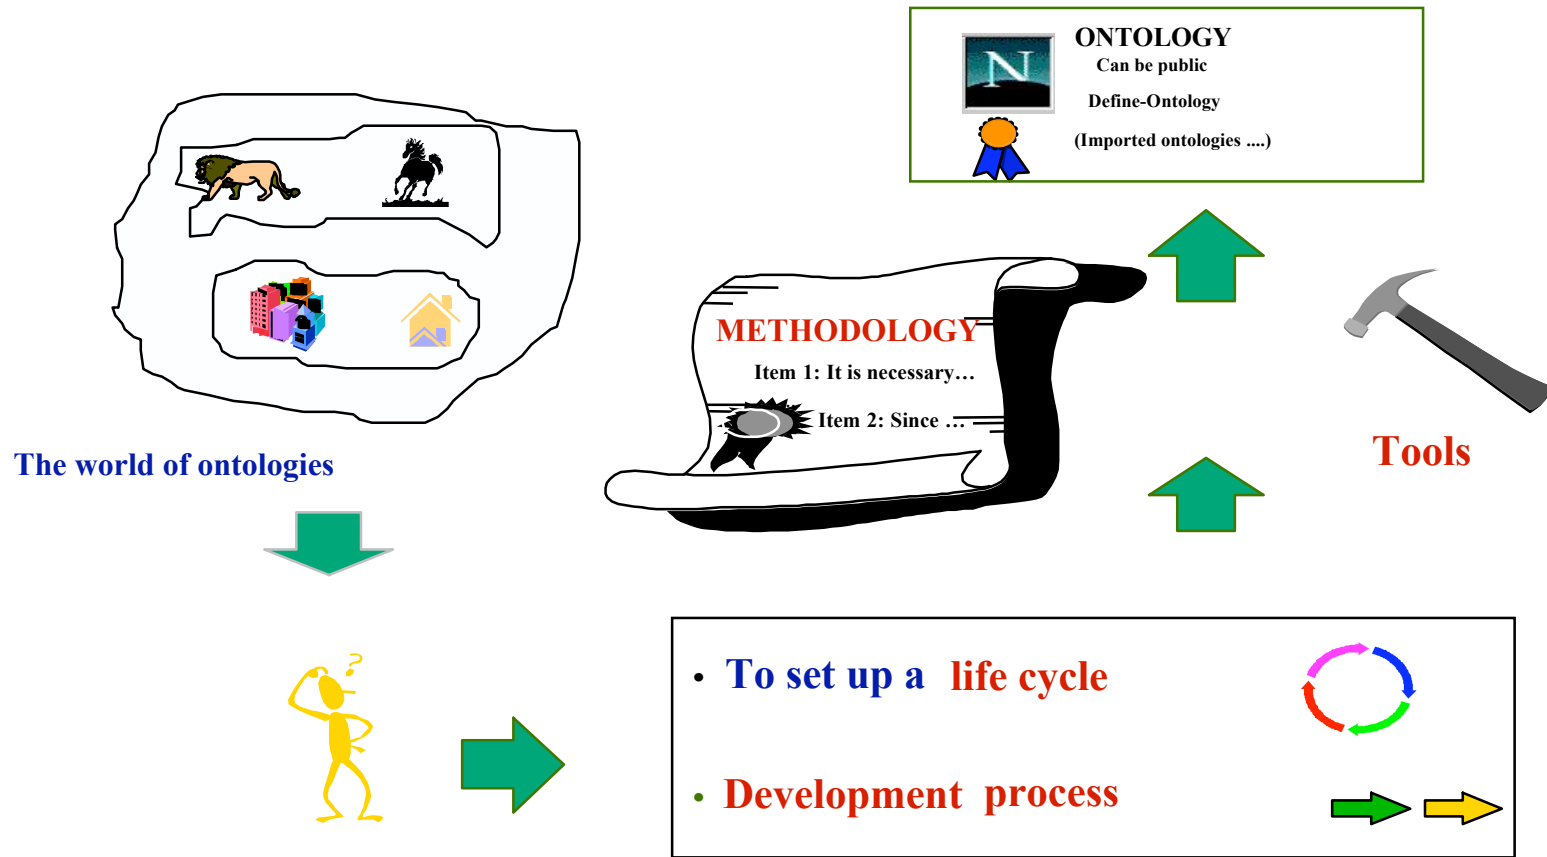 ONTOLOGY
Can be public
Define-Ontology
(Imported ontologies ....)
N
METHODOLOGY
Item 1: It is necessary…
Item 2: Since …
Tools
The world of ontologies
?
• To set up a life cycle
• Development process